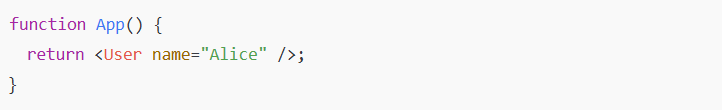 function App() {
  return <User name="Alice" />;
}